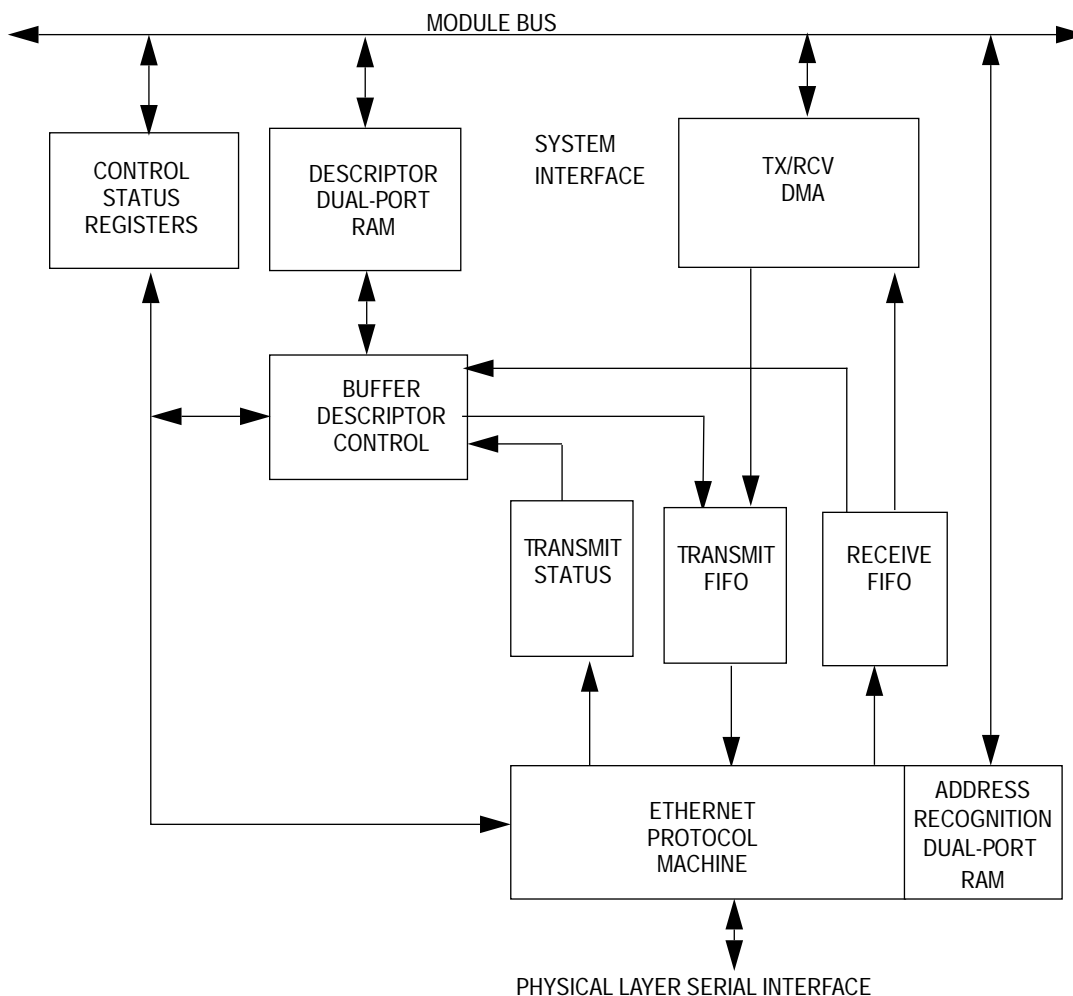 MODULE BUS
CONTROL
STATUS
REGISTERS
DESCRIPTOR
DUAL-PORT
RAM
SYSTEM
INTERFACE
TX/RCV
DMA
BUFFER
DESCRIPTOR
CONTROL
TRANSMIT
STATUS
TRANSMIT
FIFO
RECEIVE
FIFO
ETHERNET
PROTOCOL
MACHINE
ADDRESS
RECOGNITION
DUAL-PORT
RAM
PHYSICAL LAYER SERIAL INTERFACE